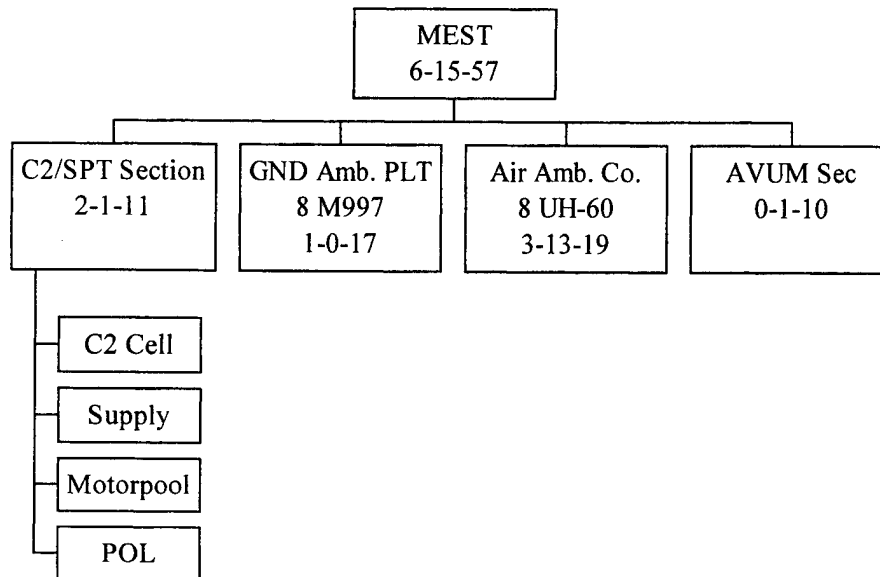 MEST
6-15-57
C2/SPT Section
2-1-11
GND Amb. PLT
8 M997
1-0-17
Air Amb. Co.
8 UH-60
3-13-19
AVUM Sec
0-1-10
C2 Cell
Supply
Motorpool
POL